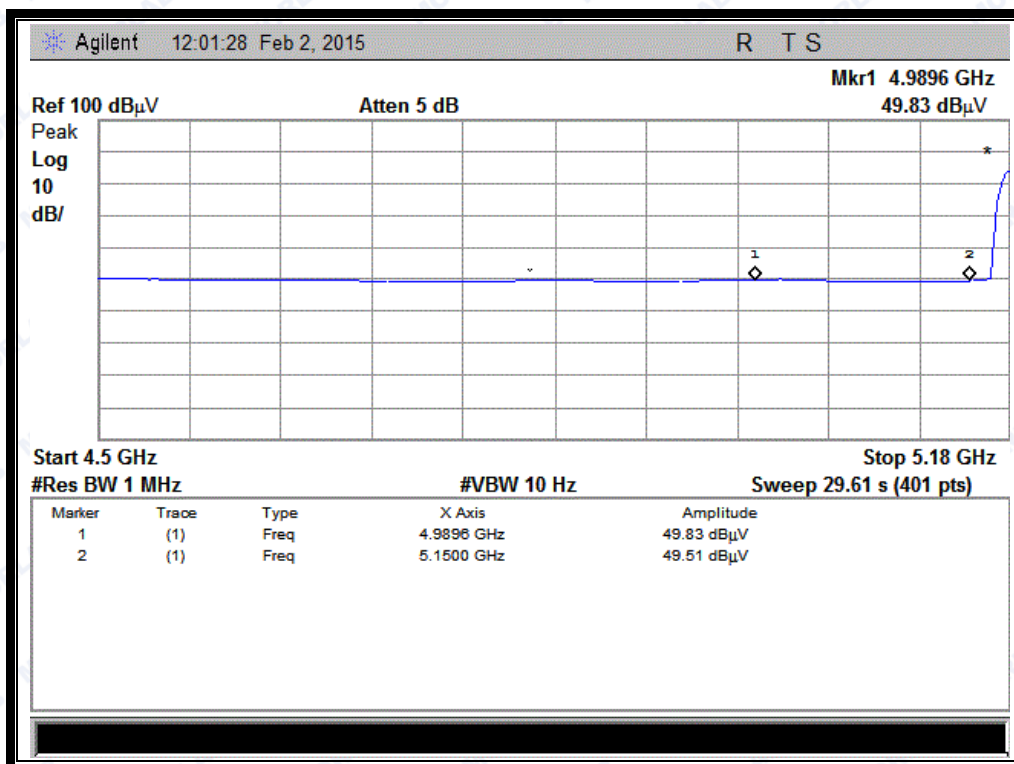 Agilent 12:01:28 Feb 2, 2015 R T S
Mkr1 4.9896 GHz
Ref 100 dBµV Atten 5 dB 49.83 dBµV
Peak
Log
10
dB/
*
1 2
Start 4.5 GHz Stop 5.18 GHz
#Res BW 1 MHz #VBW 10 Hz Sweep 29.61 s (401 pts)
Marker Trace Type X Axis Amplitude
1 (1) Freq 4.9896 GHz 49.83 dBµV
2 (1) Freq 5.1500 GHz 49.51 dBµV